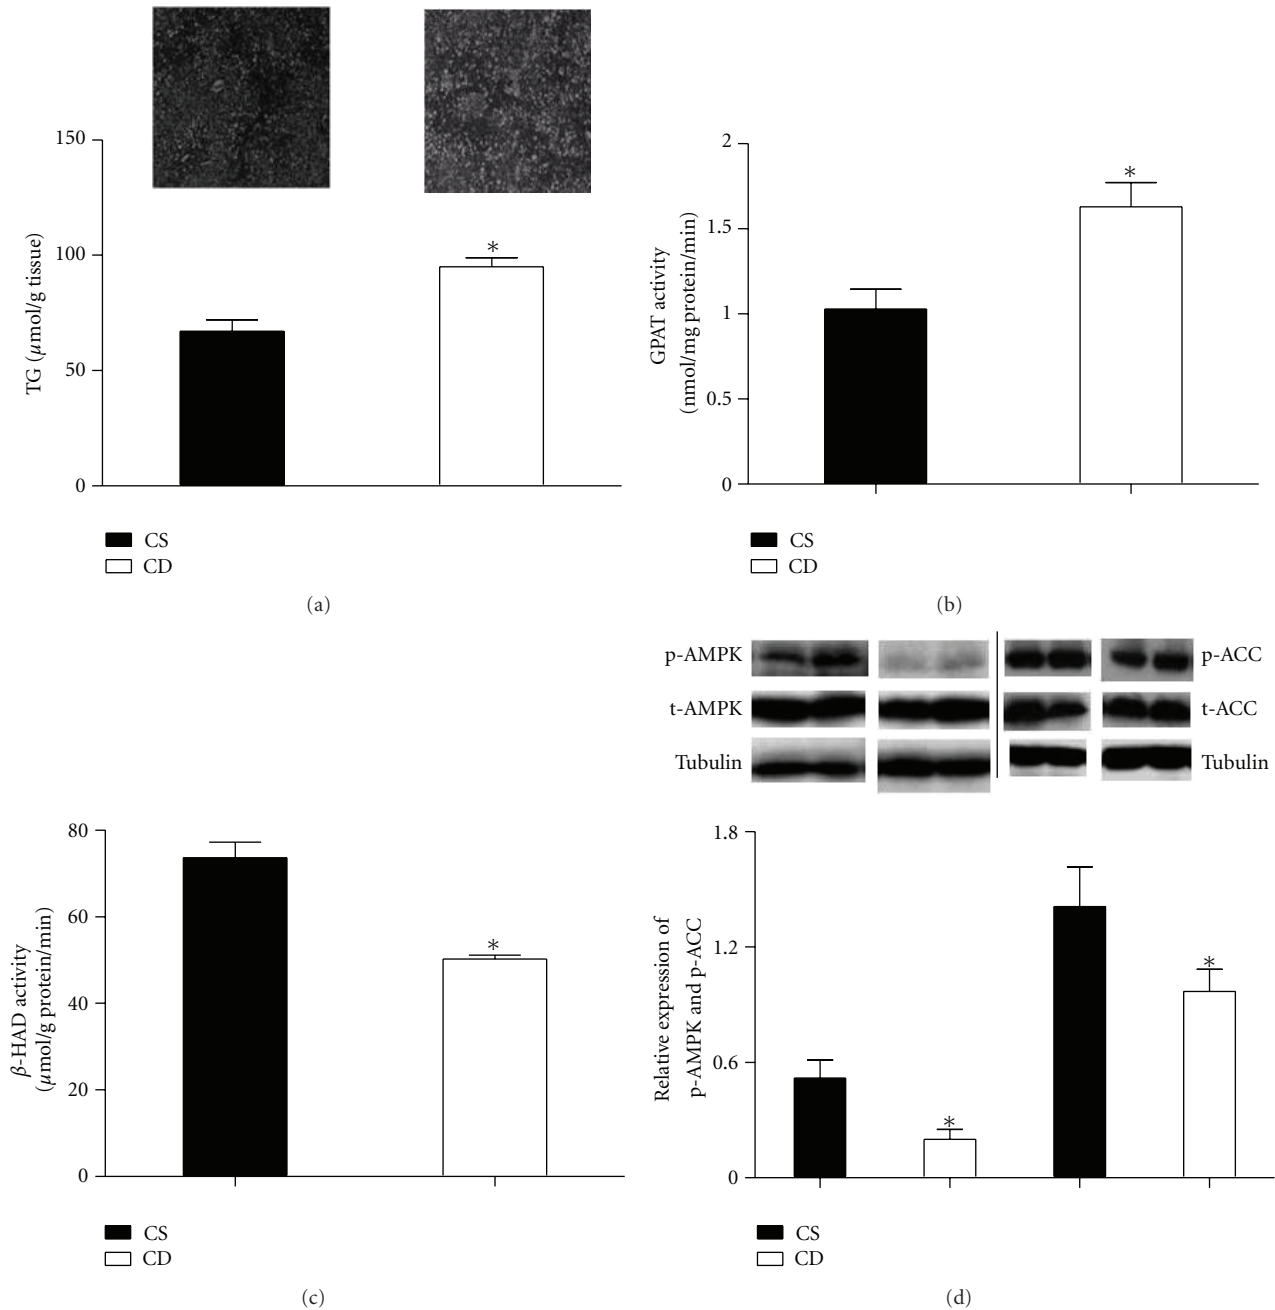 150
100
50
0
TG (µmol/g tissue)
*
CS
CD
(a)
2
1.5
1
0.5
0
GPAT activity
(nmol/mg protein/min)
*
CS
CD
(b)
80
60
40
20
0
β-HAD activity
(µmol/g protein/min)
*
CS
CD
(c)
p-AMPK
t-AMPK
Tubulin
p-ACC
t-ACC
Tubulin
1.8
1.2
0.6
0
Relative expression of
p-AMPK and p-ACC
*
*
CS
CD
(d)